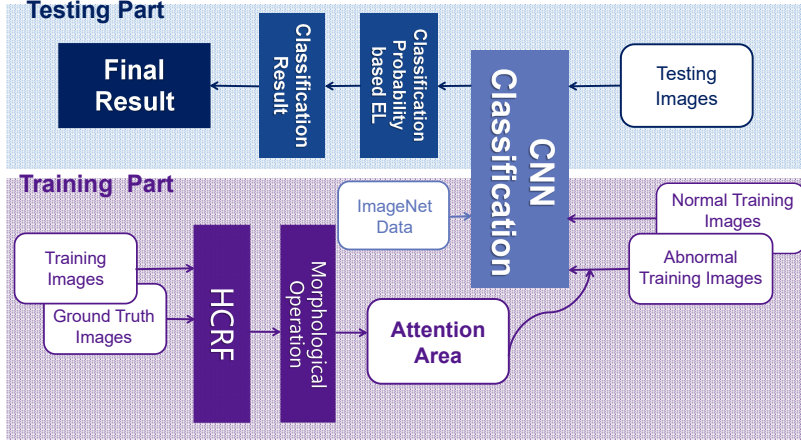 Testing Part
Final
Result
Classification
Result
Classification
Probability
based EL
CNN
Classification
Testing
Images
Training  Part
ImageNet
Data
Normal Training
Images
Abnormal
Training Images
Training
Images
Ground Truth
Images
HCRF
Morphological
Operation
Attention
Area